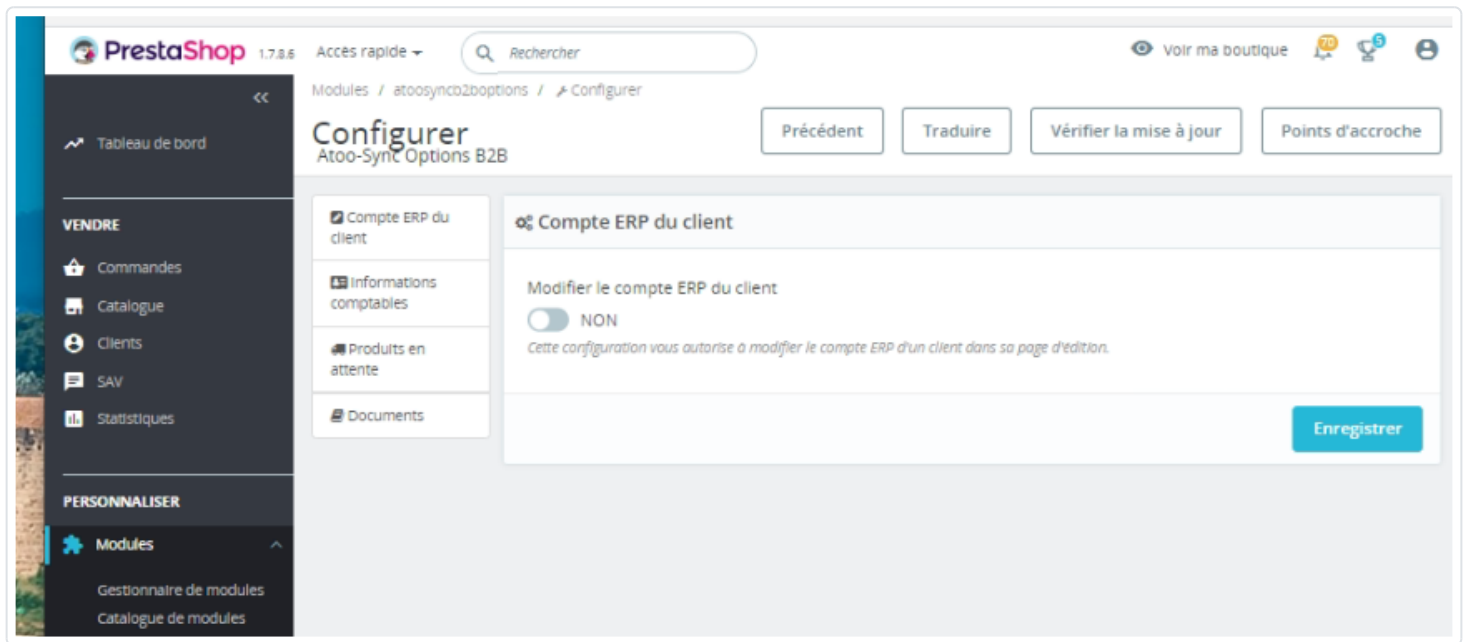 PrestaShop 1.7.8.6 Accès rapide Rechercher Voir ma boutique 70 5
Modules / atoosyncb2boptions / Configurer
Configurer
Atoo-Sync Options B2B
Précédent Traduire Vérifier la mise à jour Points d'accroche
Tableau de bord
VENDRE
Commandes
Catalogue
Clients
SAV
Statistiques
PERSONNALISER
Modules
Gestionnaire de modules
Catalogue de modules
Compte ERP du
client
Informations
comptables
Produits en
attente
Documents
Compte ERP du client
Modifier le compte ERP du client
NON
Cette configuration vous autorise à modifier le compte ERP d'un client dans sa page d'édition.
Enregistrer